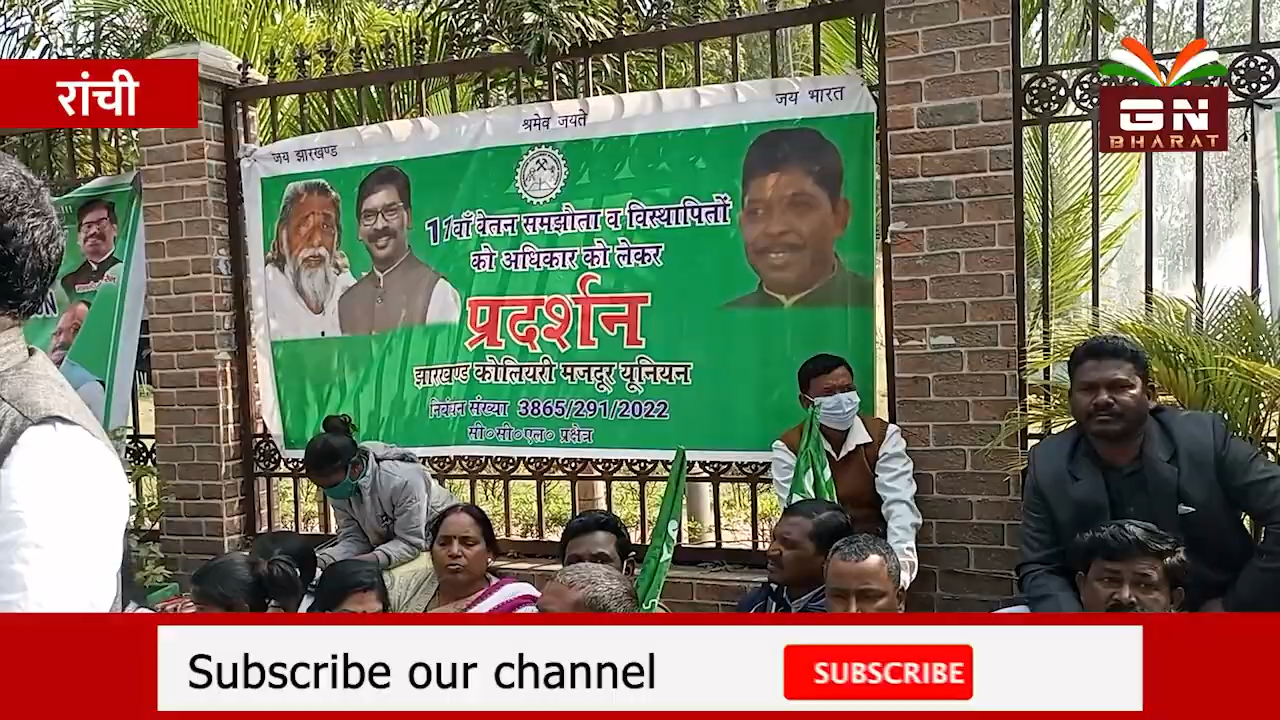 रांची
GN
BHARAT
जय झारखण्ड
श्रमेव जयते
जय भारत
11वाँ वेतन समझौता व विस्थापितों
को अधिकार को लेकर
प्रदर्शन
झारखण्ड कोलियरी मजदूर यूनियन
निबंधन संख्या 3865/291/2022
सी०सी०एल० प्रक्षेत्र
Subscribe our channel
SUBSCRIBE